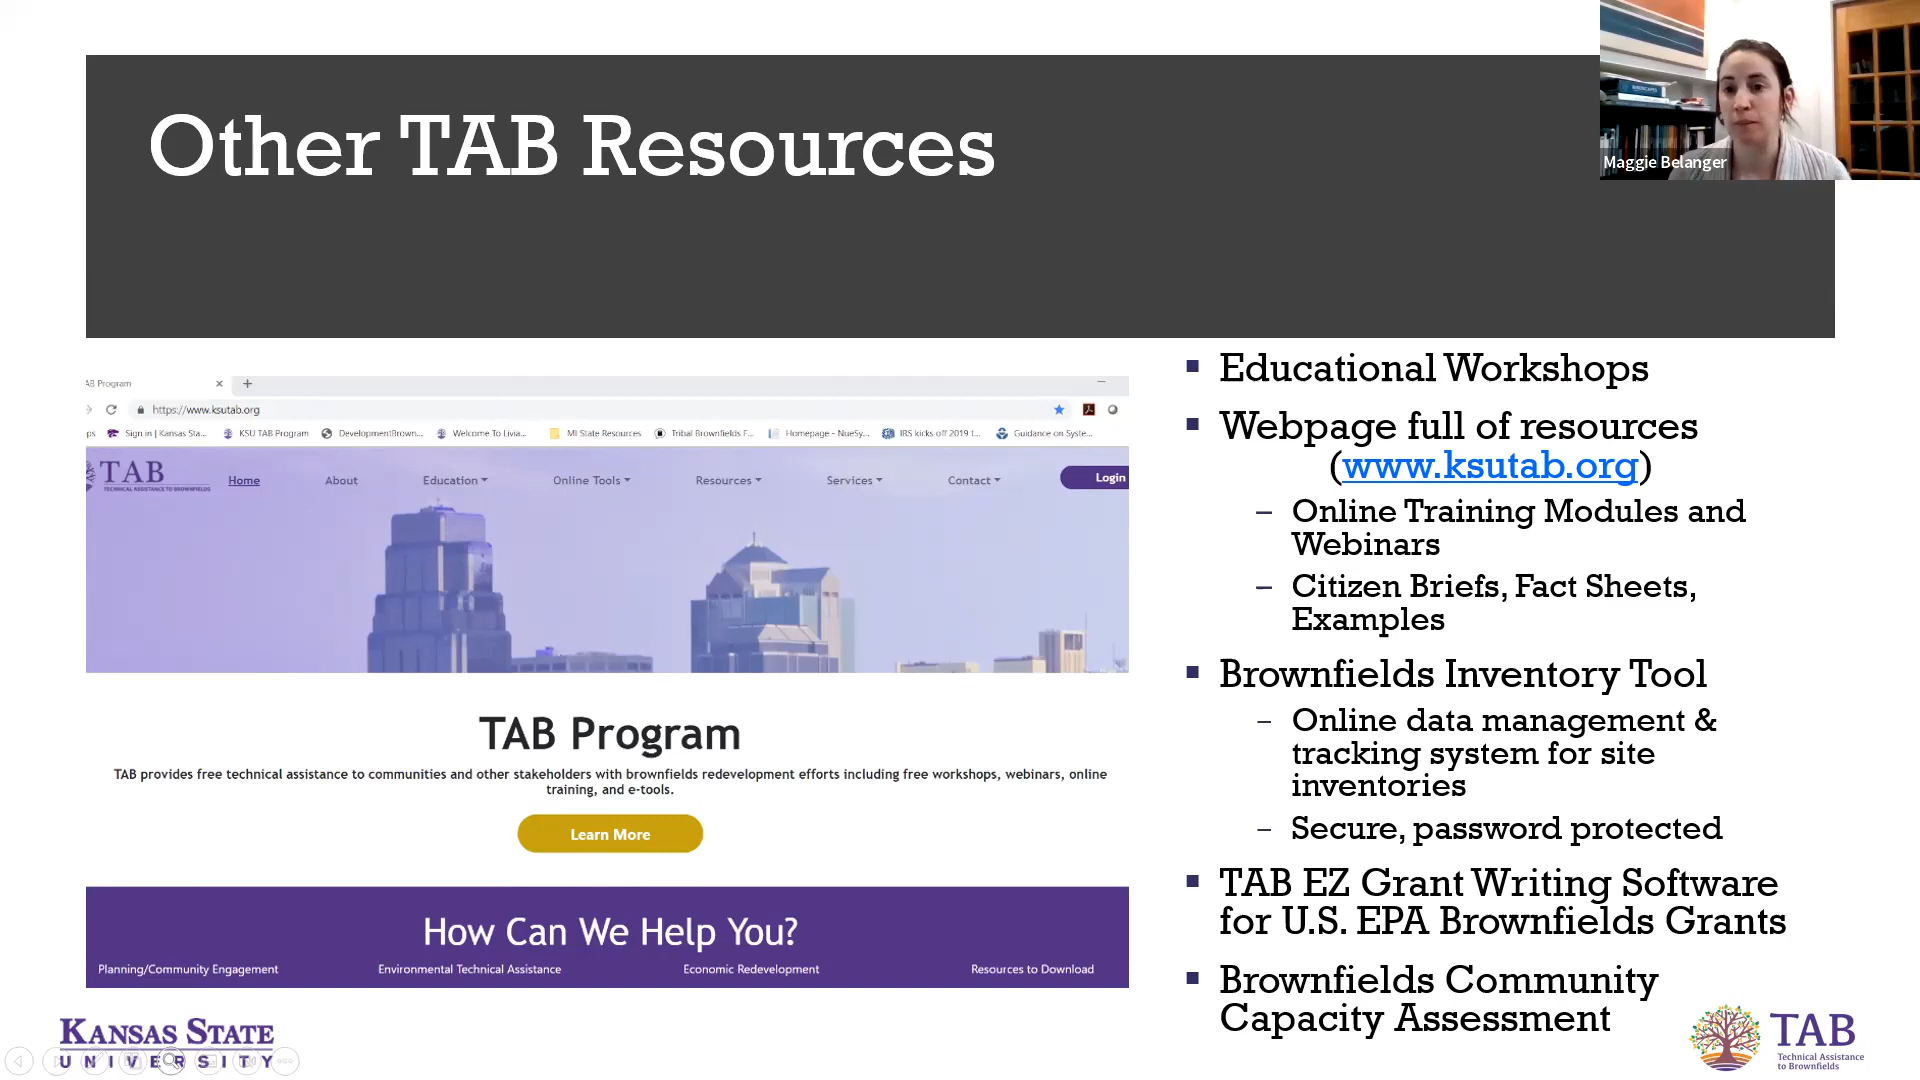 Other TAB Resources
Maggie Belanger
AB Program
https://www.ksutab.org
ps
Sign in | Kansas Sta...
KSU TAB Program
DevelopmentBrown...
Welcome To Livia...
MI State Resources
Tribal Brownfields F...
Homepage - NueSy...
IRS kicks off 2019 t...
Guidance on Syste...
TAB
TECHNICAL ASSISTANCE TO BROWNFIELDS
Home
About
Education
Online Tools
Resources
Services
Contact
Login
TAB Program
TAB provides free technical assistance to communities and other stakeholders with brownfields redevelopment efforts including free workshops, webinars, online
training, and e-tools.
Learn More
How Can We Help You?
Planning/Community Engagement
Environmental Technical Assistance
Economic Redevelopment
Resources to Download
Educational Workshops
Webpage full of resources
(www.ksutab.org)
– Online Training Modules and
Webinars
– Citizen Briefs, Fact Sheets,
Examples
Brownfields Inventory Tool
– Online data management &
tracking system for site
inventories
– Secure, password protected
TAB EZ Grant Writing Software
for U.S. EPA Brownfields Grants
Brownfields Community
Capacity Assessment
KANSAS STATE
UNIVERSITY
TAB
Technical Assistance
to Brownfields